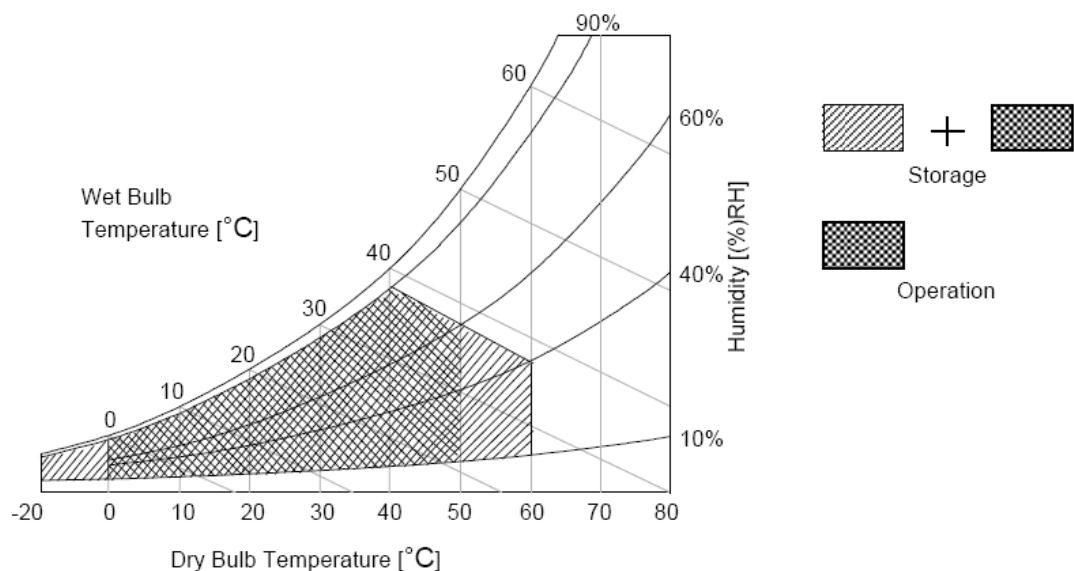 90%
60
60%
50
Storage
Wet Bulb
Temperature [°C]
Humidity [(%)RH]
40
40%
Operation
30
20
10
0
10%
-20 0 10 20 30 40 50 60 70 80
Dry Bulb Temperature [°C]